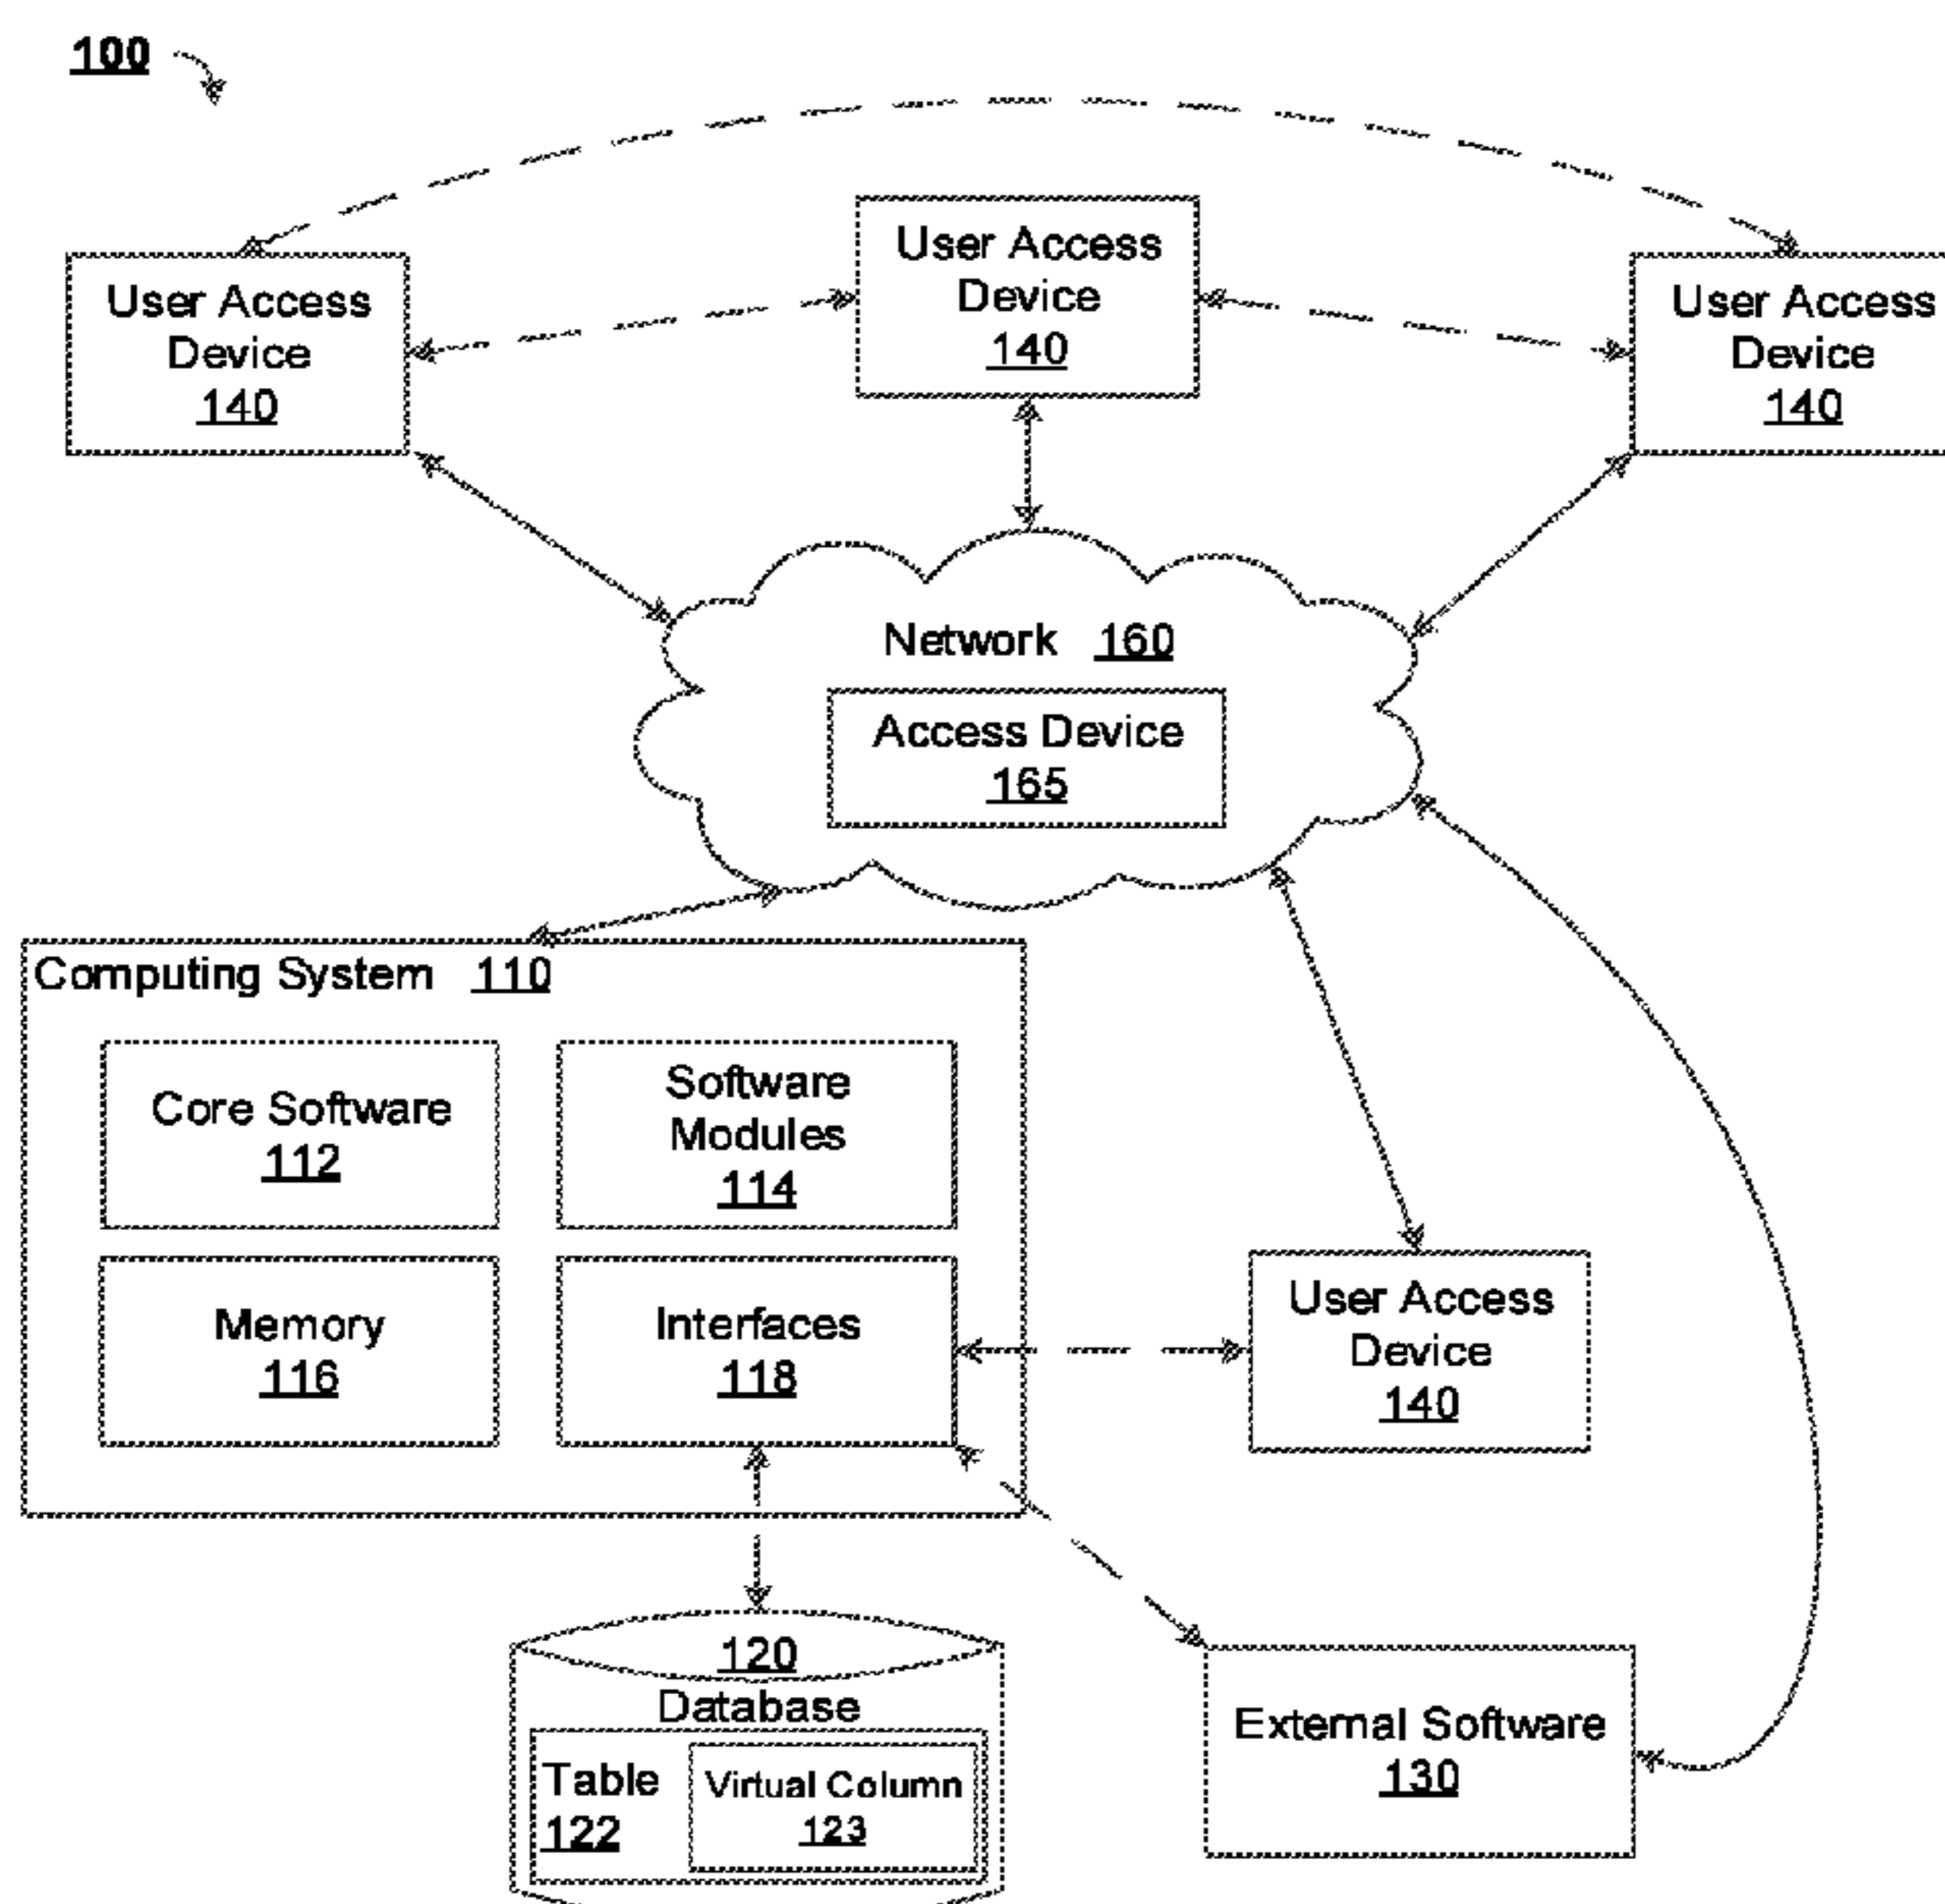 100
User Access
Device
140
User Access
Device
140
User Access
Device
140
Network 160
Access Device
165
Computing System 110
Core Software
112
Software
Modules
114
Memory
116
Interfaces
118
User Access
Device
140
120
Database
Table
122
Virtual Column
123
External Software
130